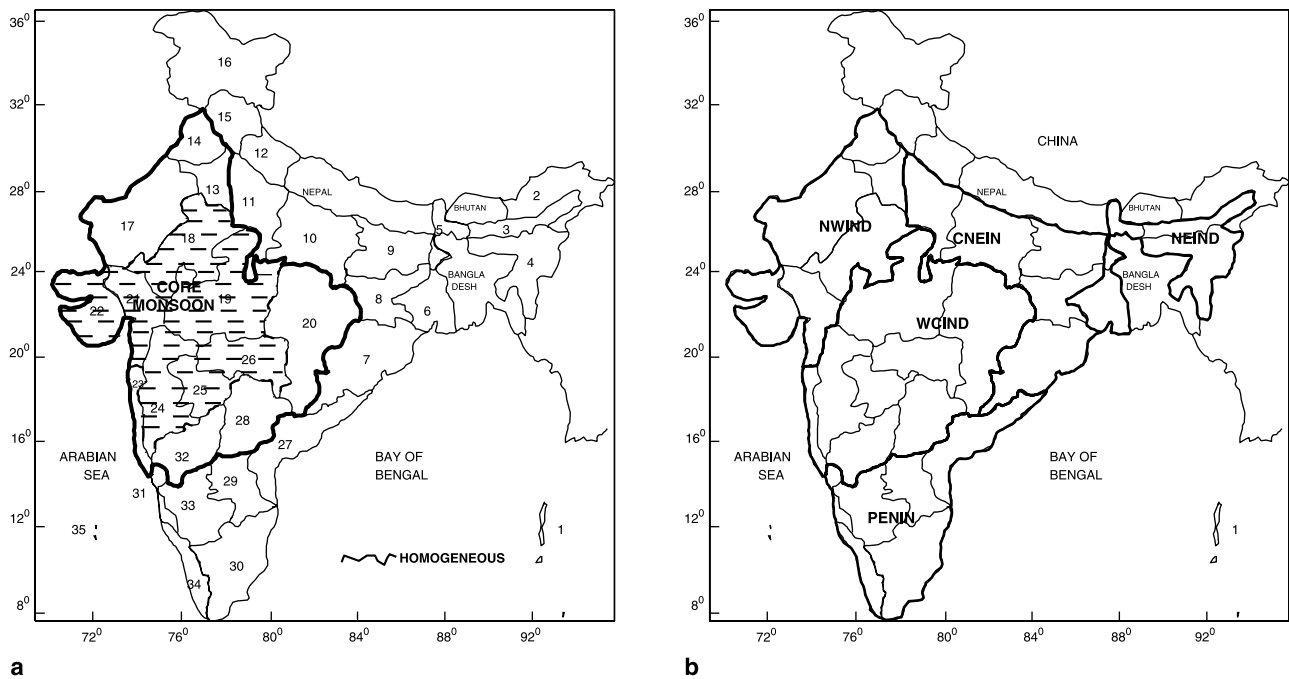 36⁰
32⁰
28⁰
24⁰
20⁰
16⁰
12⁰
8⁰
72⁰ 76⁰ 80⁰ 84⁰ 88⁰ 92⁰
16
15
14
12
13
11
NEPAL
BHUTAN
2
17
18
10
5
3
9
4
BANGLA
DESH
CORE
MONSOON
21
19
22
20
8
6
7
26
23
25
24
28
27
32
ARABIAN
SEA
BAY OF
BENGAL
31
29
33
35
1
HOMOGENEOUS
30
34
a
36⁰
32⁰
28⁰
24⁰
20⁰
16⁰
12⁰
8⁰
72⁰ 76⁰ 80⁰ 84⁰ 88⁰ 92⁰
CHINA
NEPAL
BHUTAN
NWIND
CNEIN
NEIND
BANGLA
DESH
WCIND
ARABIAN
SEA
BAY OF
BENGAL
PENIN
1
b